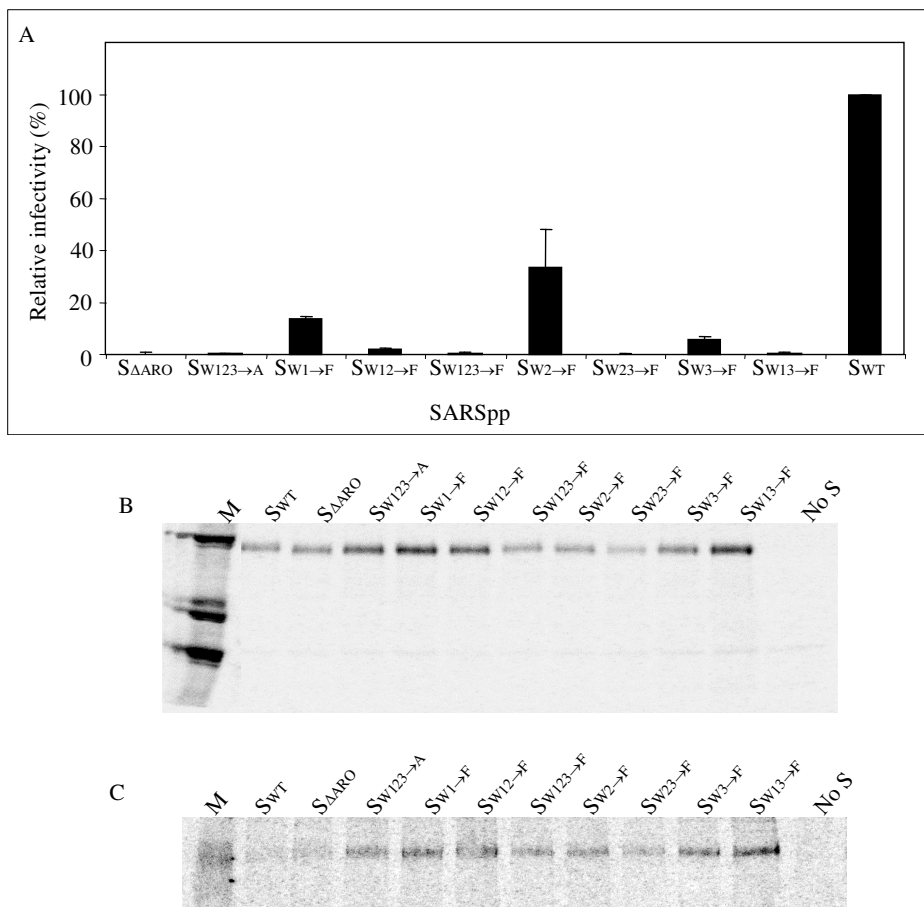 A
Relative infectivity (%)
100
80
60
40
20
0
SΔARO SW123→A SW1→F SW12→F SW123→F SW2→F SW23→F SW3→F SW13→F SWT
SARSpp
B
M SWT SΔARO SW123→A SW1→F SW12→F SW123→F SW2→F SW23→F SW3→F SW13→F No S
C
M SWT SΔARO SW123→A SW1→F SW12→F SW123→F SW2→F SW23→F SW3→F SW13→F No S